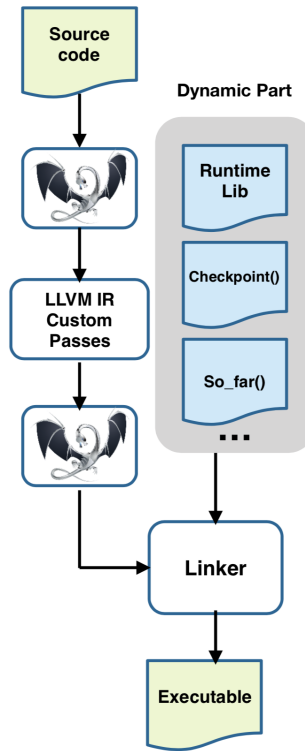 Source
code
Dynamic Part
Runtime
Lib
Checkpoint()
So_far()
...
LLVM IR
Custom
Passes
Linker
Executable